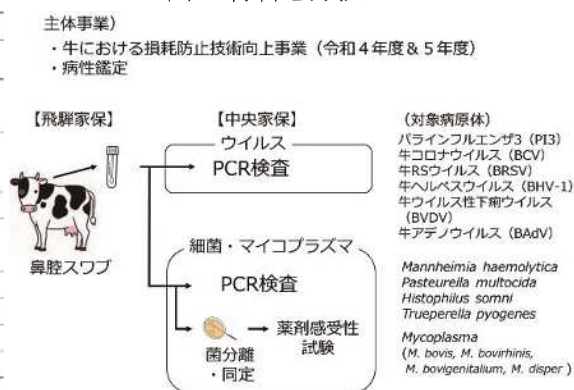 主体事業）
・牛における損耗防止技術向上事業（令和４年度＆５年度）
・病性鑑定
【飛騨家保】
【中央家保】
（対象病原体）
ウイルス
PCR検査
パラインフルエンザ3（PI3）
牛コロナウイルス（BCV）
牛RSウイルス（BRSV）
牛ヘルペスウイルス（BHV-1）
牛ウイルス性下痢ウイルス
（BVDV）
牛アデノウイルス（BAdV）
鼻腔スワブ
細菌・マイコプラズマ
PCR検査
菌分離
・同定
薬剤感受性
試験
Mannheimia haemolytica
Pasteurella multocida
Histophilus somni
Trueperella pyogenes
Mycoplasma
(M. bovis, M. bovirhinis,
M. bovigenitalium, M. disper )